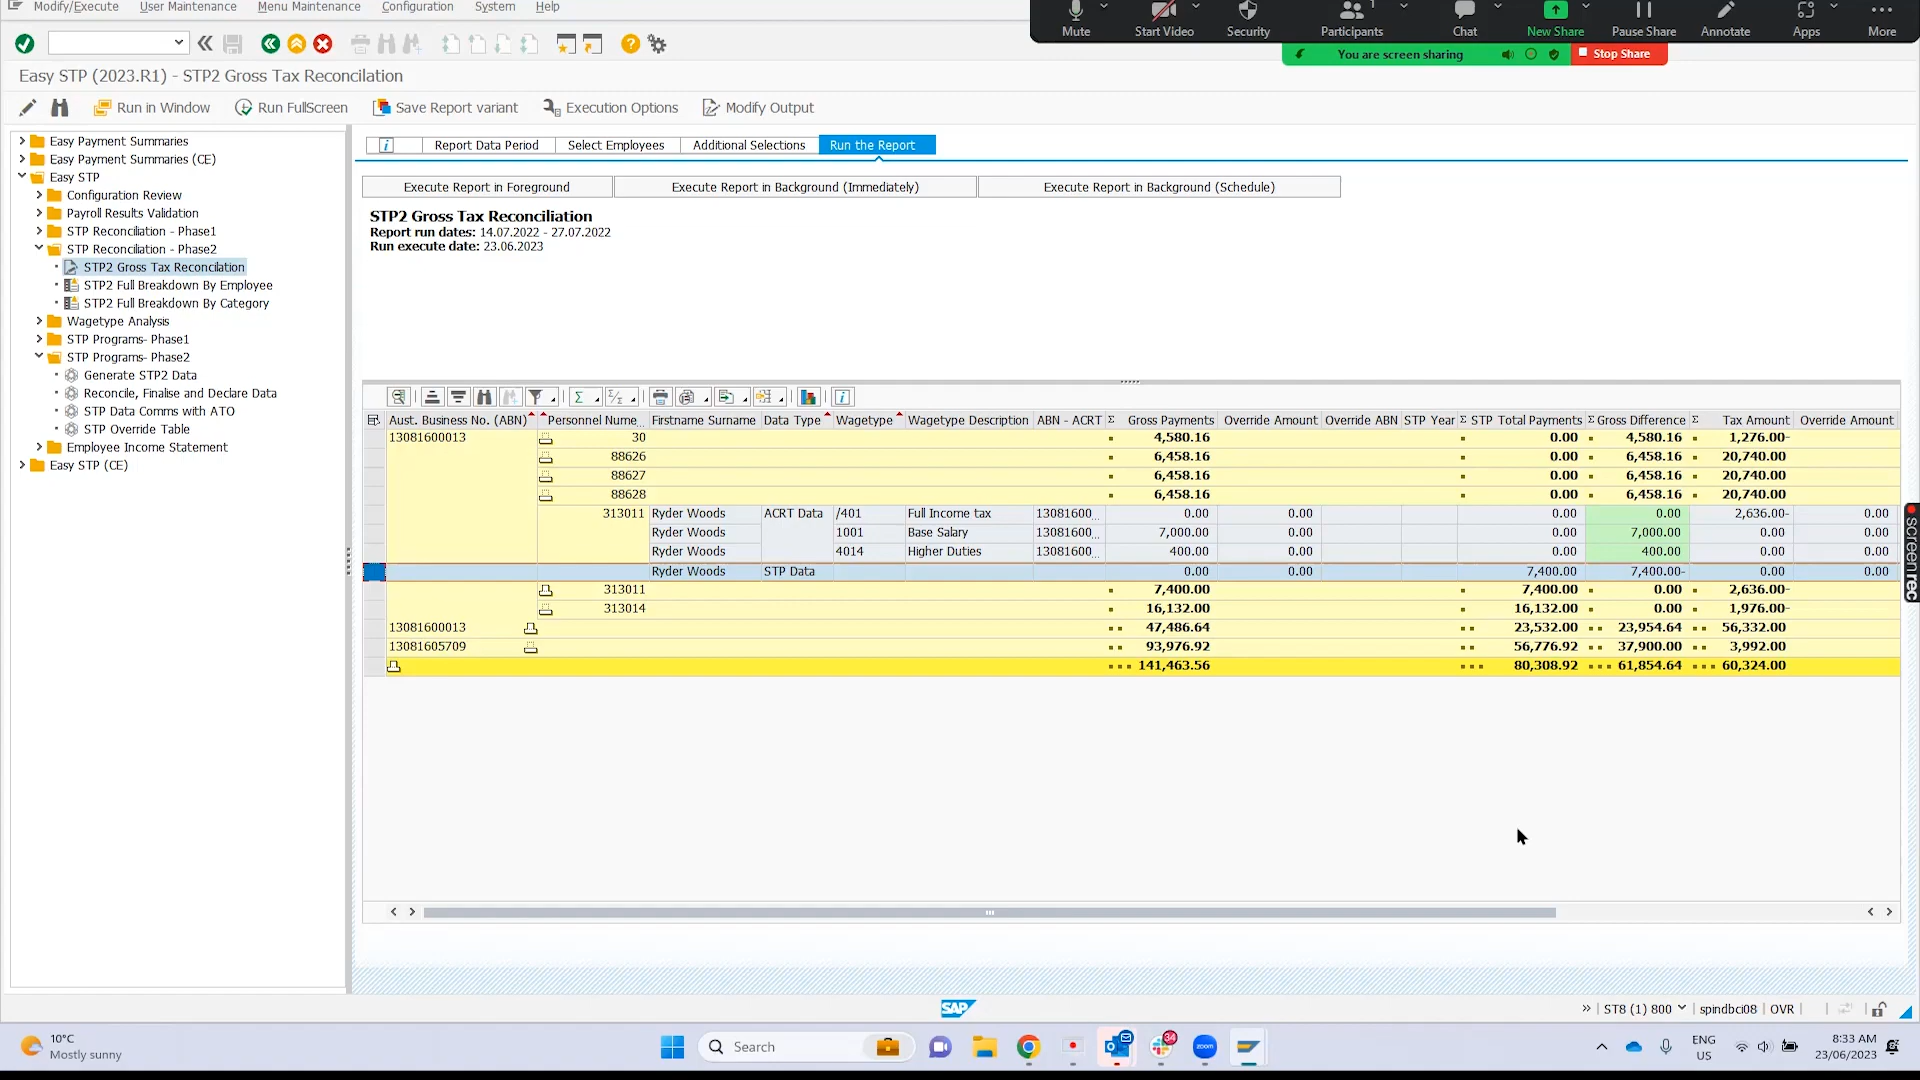 Modify/Execute User Maintenance Menu Maintenance Configuration System Help
Mute Start Video Security Participants 1 Chat New Share Pause Share Annotate Apps More
You are screen sharing Stop Share
Easy STP (2023.R1) - STP2 Gross Tax Reconcilation
Run in Window Run FullScreen Save Report variant Execution Options Modify Output
Easy Payment Summaries
Easy Payment Summaries (CE)
Easy STP
Configuration Review
Payroll Results Validation
STP Reconciliation - Phase1
STP Reconciliation - Phase2
STP2 Gross Tax Reconcilation
STP2 Full Breakdown By Employee
STP2 Full Breakdown By Category
Wagetype Analysis
STP Programs- Phase1
STP Programs- Phase2
Generate STP2 Data
Reconcile, Finalise and Declare Data
STP Data Comms with ATO
STP Override Table
Employee Income Statement
Easy STP (CE)
Report Data Period Select Employees Additional Selections Run the Report
Execute Report in Foreground Execute Report in Background (Immediately) Execute Report in Background (Schedule)
STP2 Gross Tax Reconciliation
Report run dates: 14.07.2022 - 27.07.2022
Run execute date: 23.06.2023
Aust. Business No. (ABN) Personnel Nume... Firstname Surname Data Type Wagetype Wagetype Description ABN - ACRT Σ Gross Payments Override Amount Override ABN STP Year Σ STP Total Payments Σ Gross Difference Σ Tax Amount Override Amount
13081600013 30 4,580.16 0.00 4,580.16 1,276.00-
88626 6,458.16 0.00 6,458.16 20,740.00
88627 6,458.16 0.00 6,458.16 20,740.00
88628 6,458.16 0.00 6,458.16 20,740.00
313011 Ryder Woods ACRT Data /401 Full Income tax 13081600... 0.00 0.00 0.00 0.00 2,636.00- 0.00
Ryder Woods 1001 Base Salary 13081600... 7,000.00 0.00 0.00 7,000.00 0.00 0.00
Ryder Woods 4014 Higher Duties 13081600... 400.00 0.00 0.00 400.00 0.00 0.00
Ryder Woods STP Data 0.00 0.00 7,400.00 7,400.00- 0.00 0.00
313011 7,400.00 7,400.00 0.00 2,636.00-
313014 16,132.00 16,132.00 0.00 1,976.00-
13081600013 47,486.64 23,532.00 23,954.64 56,332.00
13081605709 93,976.92 56,776.92 37,900.00 3,992.00
141,463.56 80,308.92 61,854.64 60,324.00
screenrec
SAP
ST8 (1) 800 spindbci08 OVR
10°C
Mostly sunny
Search
34
zoom
ENG
US
8:33 AM
23/06/2023